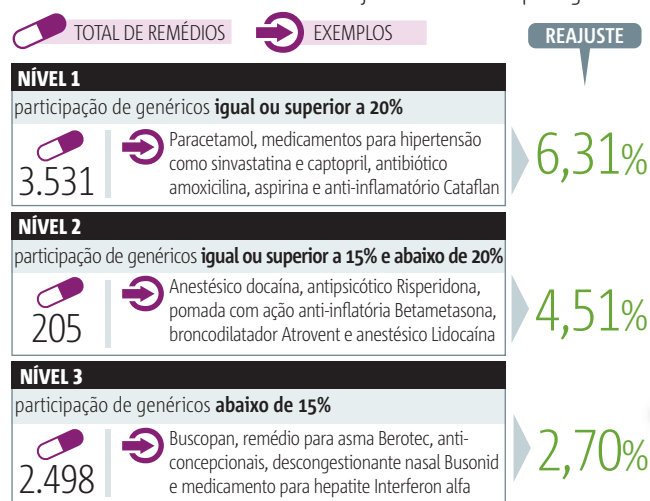 TOTAL DE REMÉDIOS
EXEMPLOS
REAJUSTE
NÍVEL 1
participação de genéricos igual ou superior a 20%
3.531
Paracetamol, medicamentos para hipertensão
como sinvastatina e captopril, antibiótico
amoxicilina, aspirina e anti-inflamatório Cataflan
6,31%
NÍVEL 2
participação de genéricos igual ou superior a 15% e abaixo de 20%
205
Anestésico docaína, antipsicótico Risperidona,
pomada com ação anti-inflatória Betametasona,
broncodilatador Atrovent e anestésico Lidocaína
4,51%
NÍVEL 3
participação de genéricos abaixo de 15%
2.498
Buscopan, remédio para asma Berotec, anti-
concepcionais, descongestionante nasal Busonid
e medicamento para hepatite Interferon alfa
2,70%